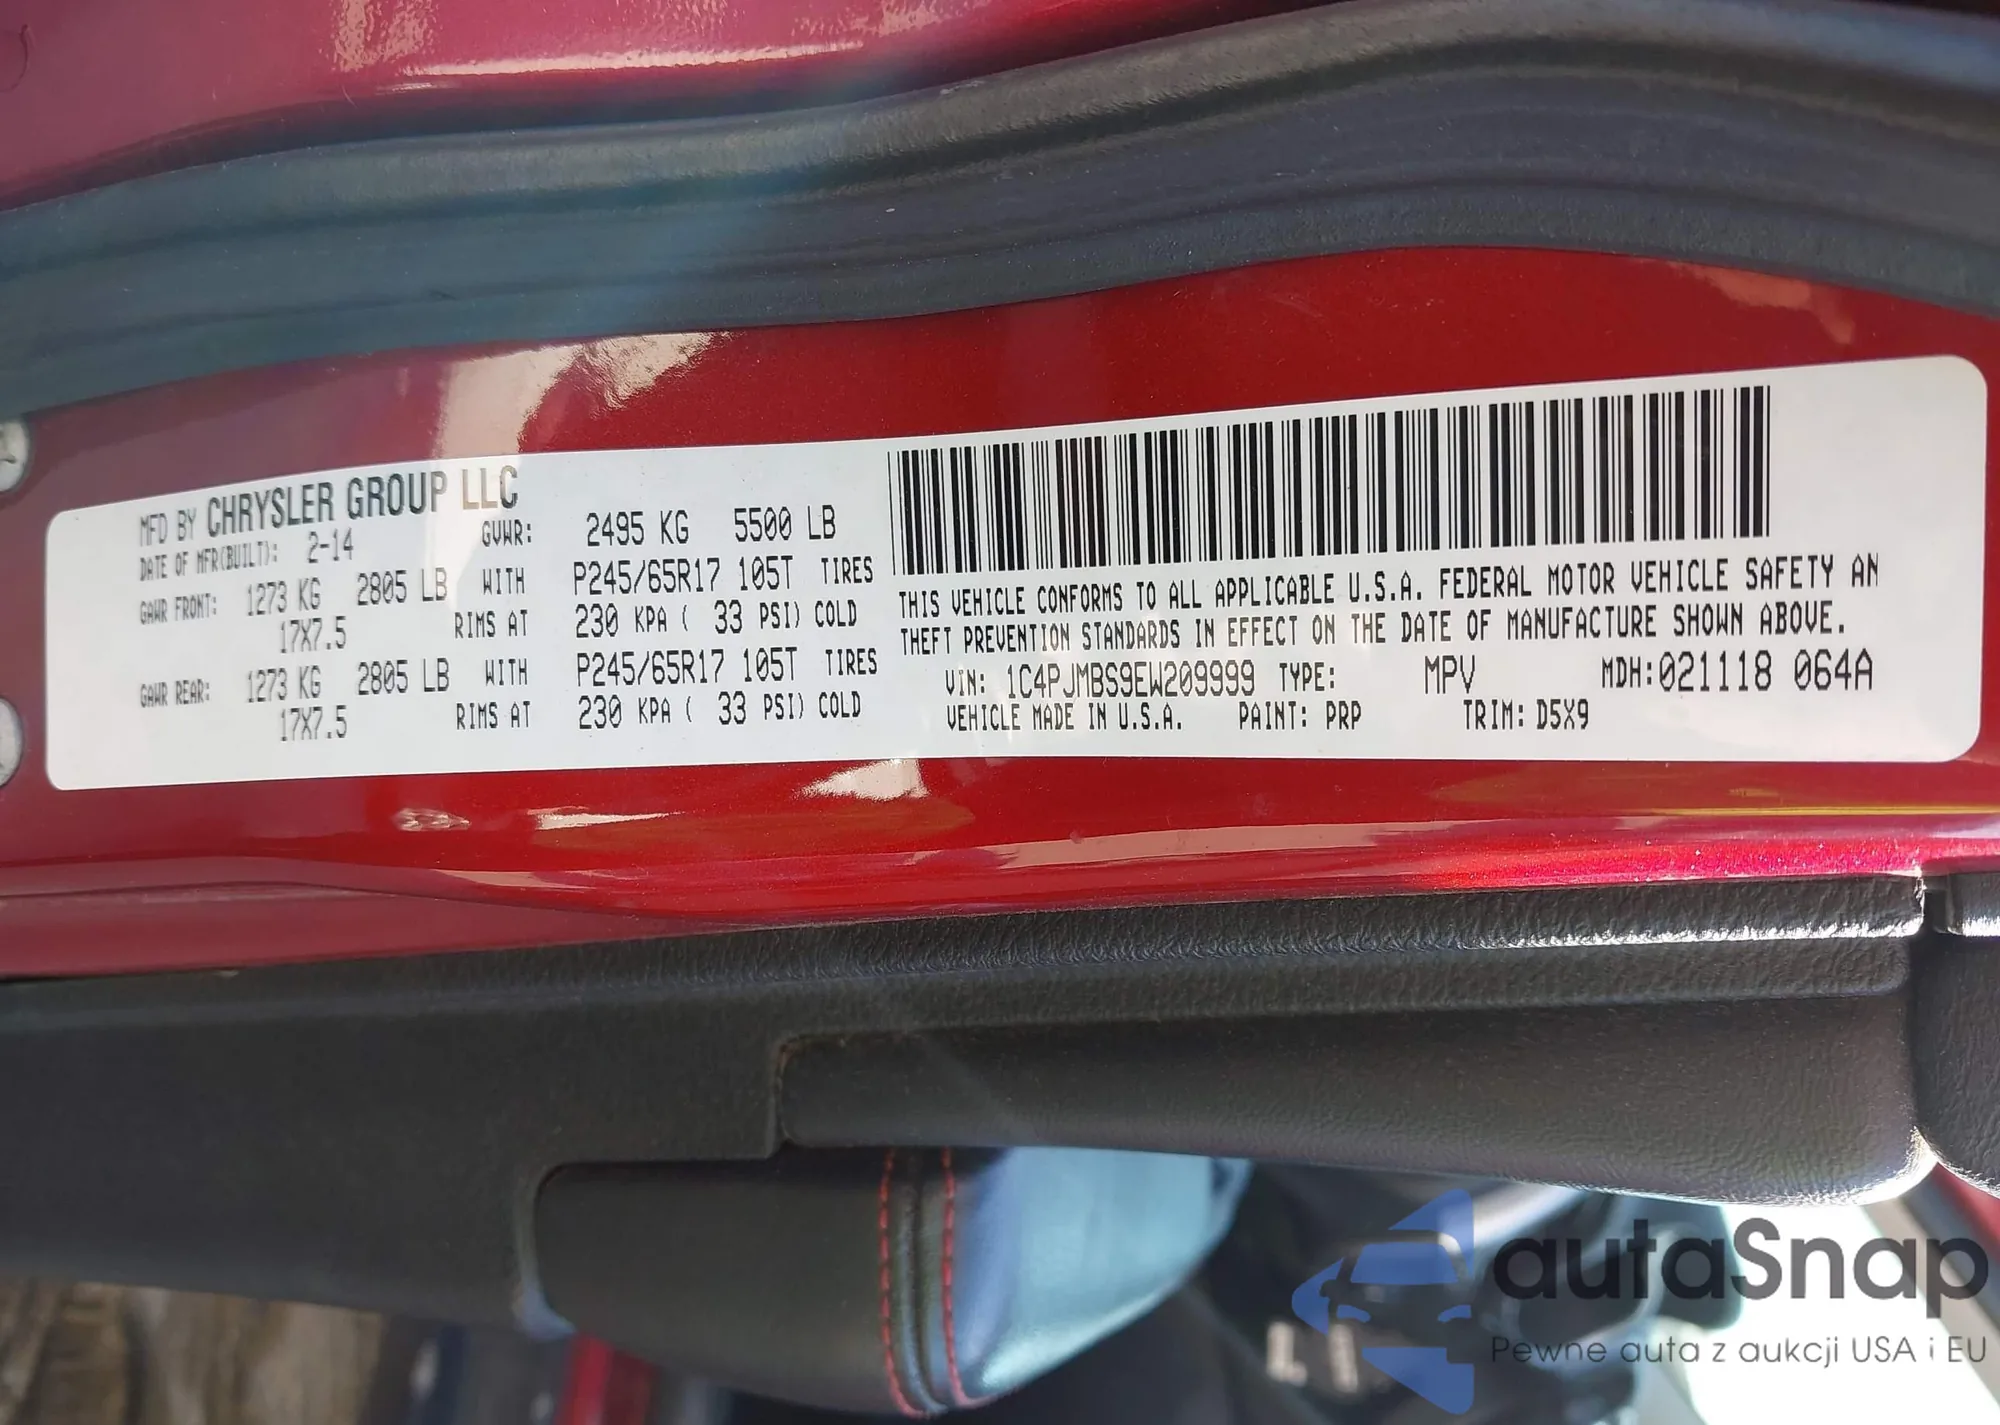 MFD BY CHRYSLER GROUP LLC
DATE OF MFR(BUILT): 2-14 GVWR: 2495 KG 5500 LB
GAWR FRONT: 1273 KG 2805 LB WITH P245/65R17 105T TIRES
17X7.5 RIMS AT 230 KPA ( 33 PSI) COLD
GAWR REAR: 1273 KG 2805 LB WITH P245/65R17 105T TIRES
17X7.5 RIMS AT 230 KPA ( 33 PSI) COLD
THIS VEHICLE CONFORMS TO ALL APPLICABLE U.S.A. FEDERAL MOTOR VEHICLE SAFETY AN
THEFT PREVENTION STANDARDS IN EFFECT ON THE DATE OF MANUFACTURE SHOWN ABOVE.
VIN: 1C4PJMBS9EW209999 TYPE: MPV MDH:021118 064A
VEHICLE MADE IN U.S.A. PAINT: PRP TRIM: D5X9
autaSnap
Pewne auta z aukcji USA i EU